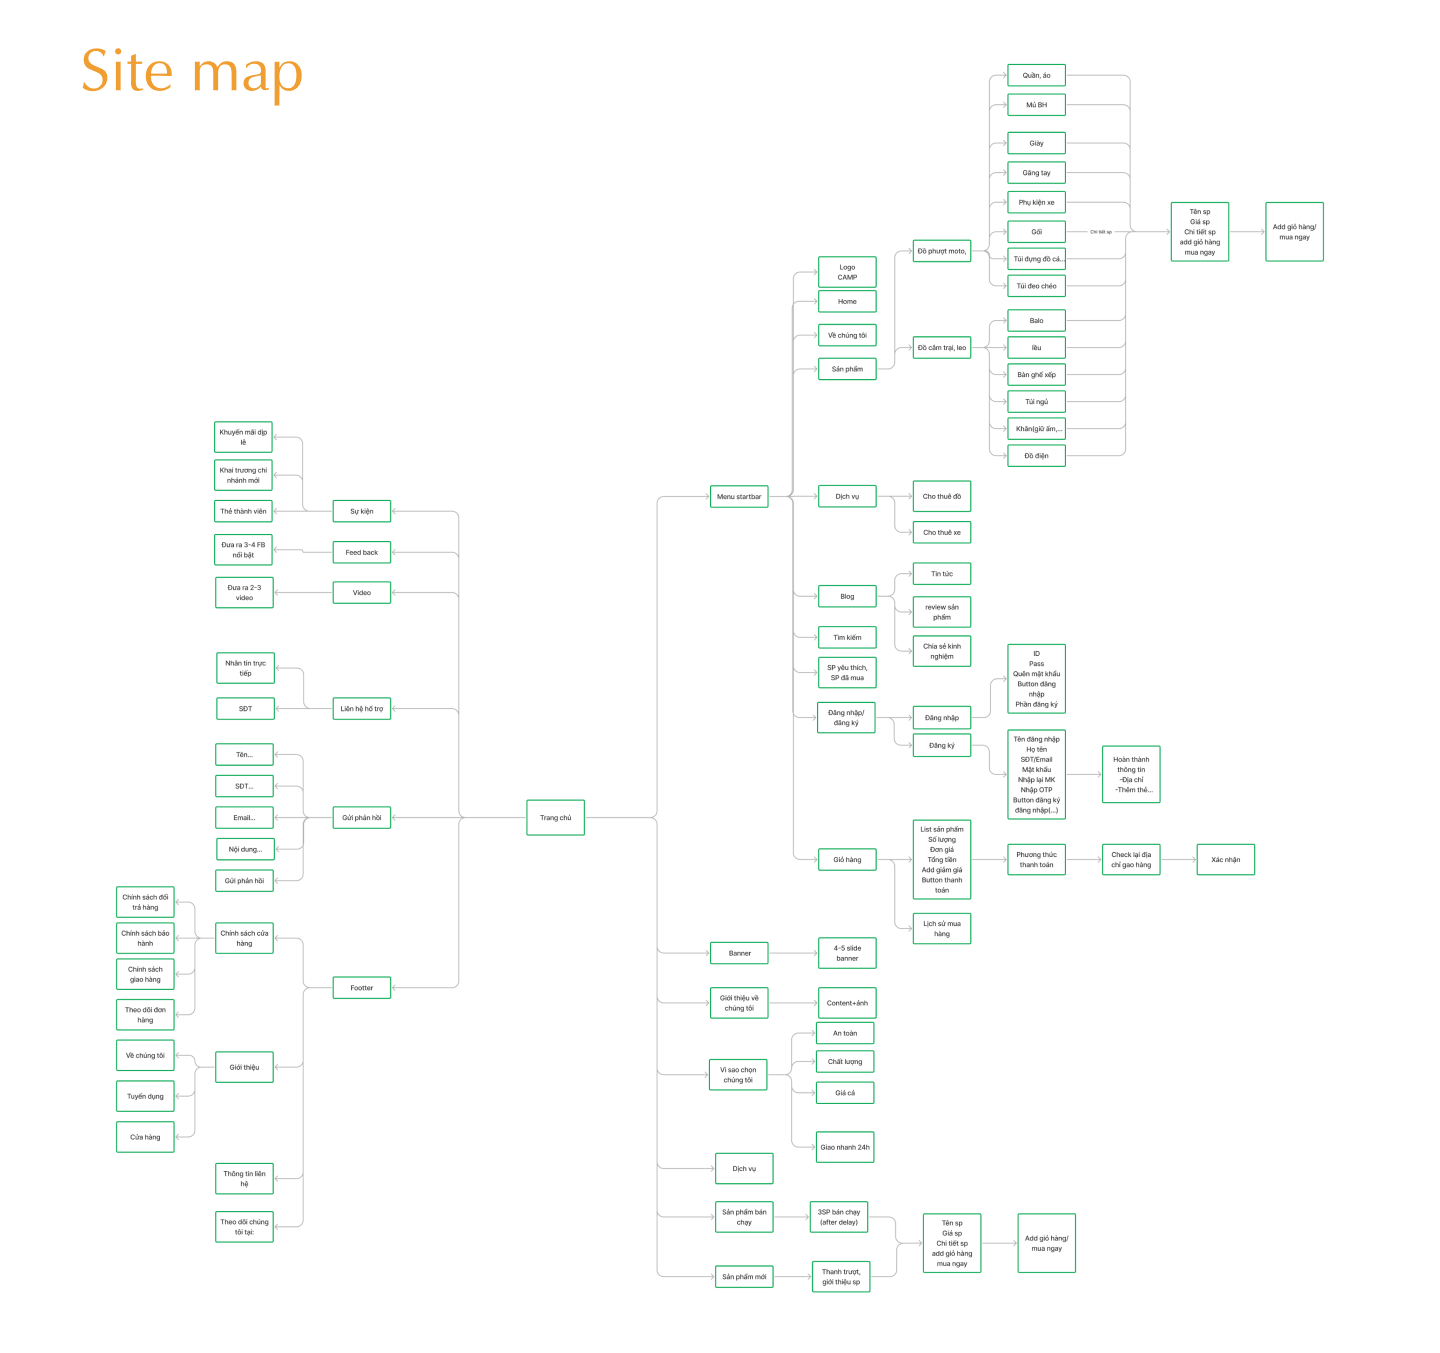 Site map
Quần, áo
Mủ BH
Giày
Găng tay
Phụ kiện xe
Gối
Chi tiết sp
Túi dựng đồ cá...
Túi đeo chéo
Đồ phượt moto,
Tên sp
Giá sp
Chi tiết sp
add giỏ hàng
mua ngay
Add giỏ hàng/
mua ngay
Logo
CAMP
Home
Về chúng tôi
Sản phẩm
Đồ cắm trại, leo
Balo
lều
Bàn ghế xếp
Túi ngủ
Khăn(giữ ấm,...
Đồ điện
Menu startbar
Dịch vụ
Cho thuê đồ
Cho thuê xe
Blog
Tin tức
review sản
phẩm
Chia sẻ kinh
nghiệm
Tìm kiếm
SP yêu thích,
SP đã mua
Đăng nhập/
đăng ký
Đăng nhập
Đăng ký
ID
Pass
Quên mật khẩu
Button đăng
nhập
Phần đăng ký
Tên đăng nhập
Họ tên
SĐT/Email
Mật khẩu
Nhập lại MK
Nhập OTP
Button đăng ký
đăng nhập(...)
Hoàn thành
thông tin
-Địa chỉ
-Thêm thẻ...
Giỏ hàng
List sản phẩm
Số lượng
Đơn giá
Tổng tiền
Add giảm giá
Button thanh
toán
Phương thức
thanh toán
Check lại địa
chỉ gao hàng
Xác nhận
Lịch sử mua
hàng
Khuyến mãi dịp
lễ
Khai trương chi
nhánh mới
Thẻ thành viên
Sự kiện
Đưa ra 3-4 FB
nổi bật
Feed back
Đưa ra 2-3
video
Video
Nhắn tin trực
tiếp
SĐT
Liên hệ hổ trợ
Tên...
SĐT...
Email...
Nội dung...
Gửi phản hồi
Gửi phản hồi
Trang chủ
Chính sách đổi
trả hàng
Chính sách bảo
hành
Chính sách
giao hàng
Theo dõi đơn
hàng
Chính sách cửa
hàng
Footter
Về chúng tôi
Tuyển dụng
Cửa hàng
Giới thiệu
Thông tin liên
hệ
Theo dõi chúng
tôi tại:
Banner
4-5 slide
banner
Giới thiệu về
chúng tôi
Content+ảnh
Vì sao chọn
chúng tôi
An toàn
Chất lượng
Giá cả
Giao nhanh 24h
Dịch vụ
Sản phẩm bán
chạy
3SP bán chạy
(after delay)
Sản phẩm mới
Thanh trượt,
giới thiệu sp
Tên sp
Giá sp
Chi tiết sp
add giỏ hàng
mua ngay
Add giỏ hàng/
mua ngay